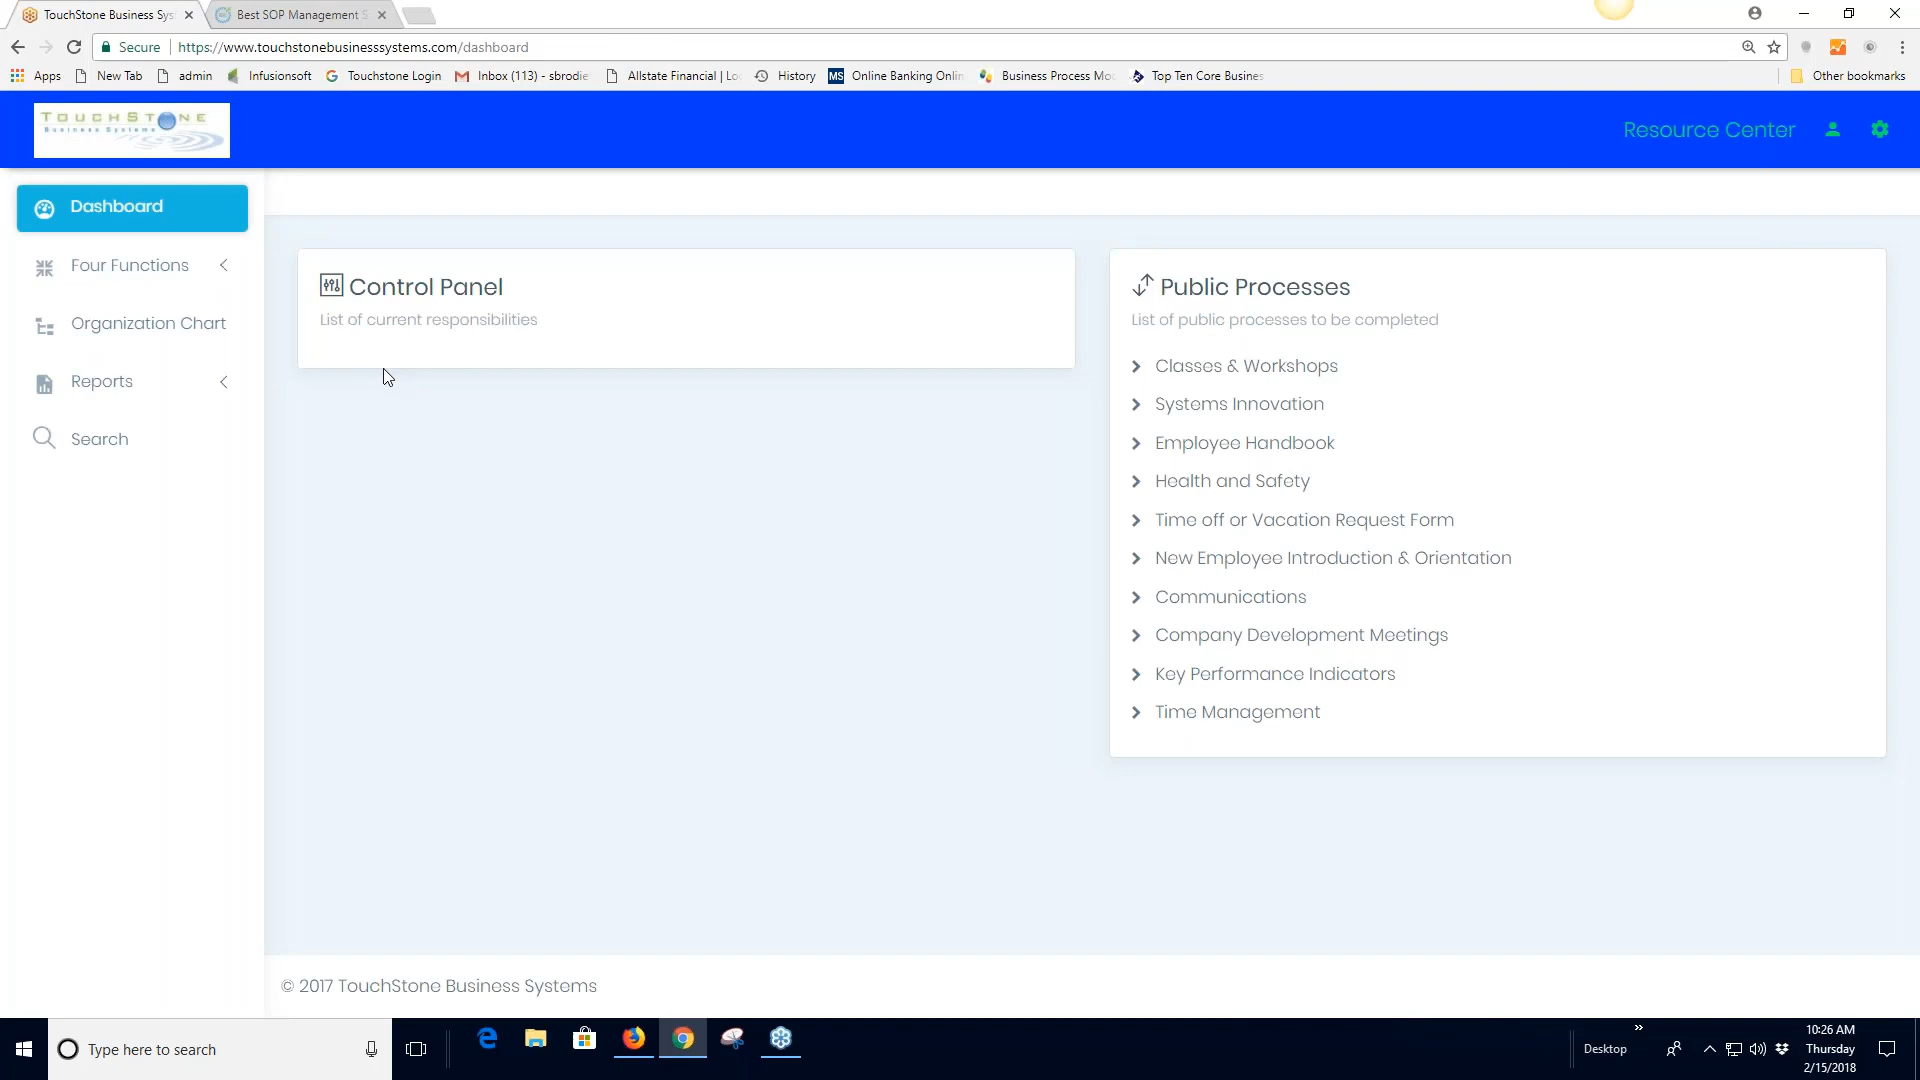 TouchStone Business Sys
Best SOP Management S
Secure
https://www.touchstonebusinesssystems.com/dashboard
Apps
New Tab
admin
Infusionsoft
Touchstone Login
Inbox (113) - sbrodie
Allstate Financial | Lo
History
MS
Online Banking Onlin
Business Process Mo
Top Ten Core Busines
Other bookmarks
TOUCHSTONE
Business Systems
Resource Center
Dashboard
Four Functions
Organization Chart
Reports
Search
Control Panel
List of current responsibilities
Public Processes
List of public processes to be completed
Classes & Workshops
Systems Innovation
Employee Handbook
Health and Safety
Time off or Vacation Request Form
New Employee Introduction & Orientation
Communications
Company Development Meetings
Key Performance Indicators
Time Management
© 2017 TouchStone Business Systems
Type here to search
Desktop
10:26 AM
Thursday
2/15/2018